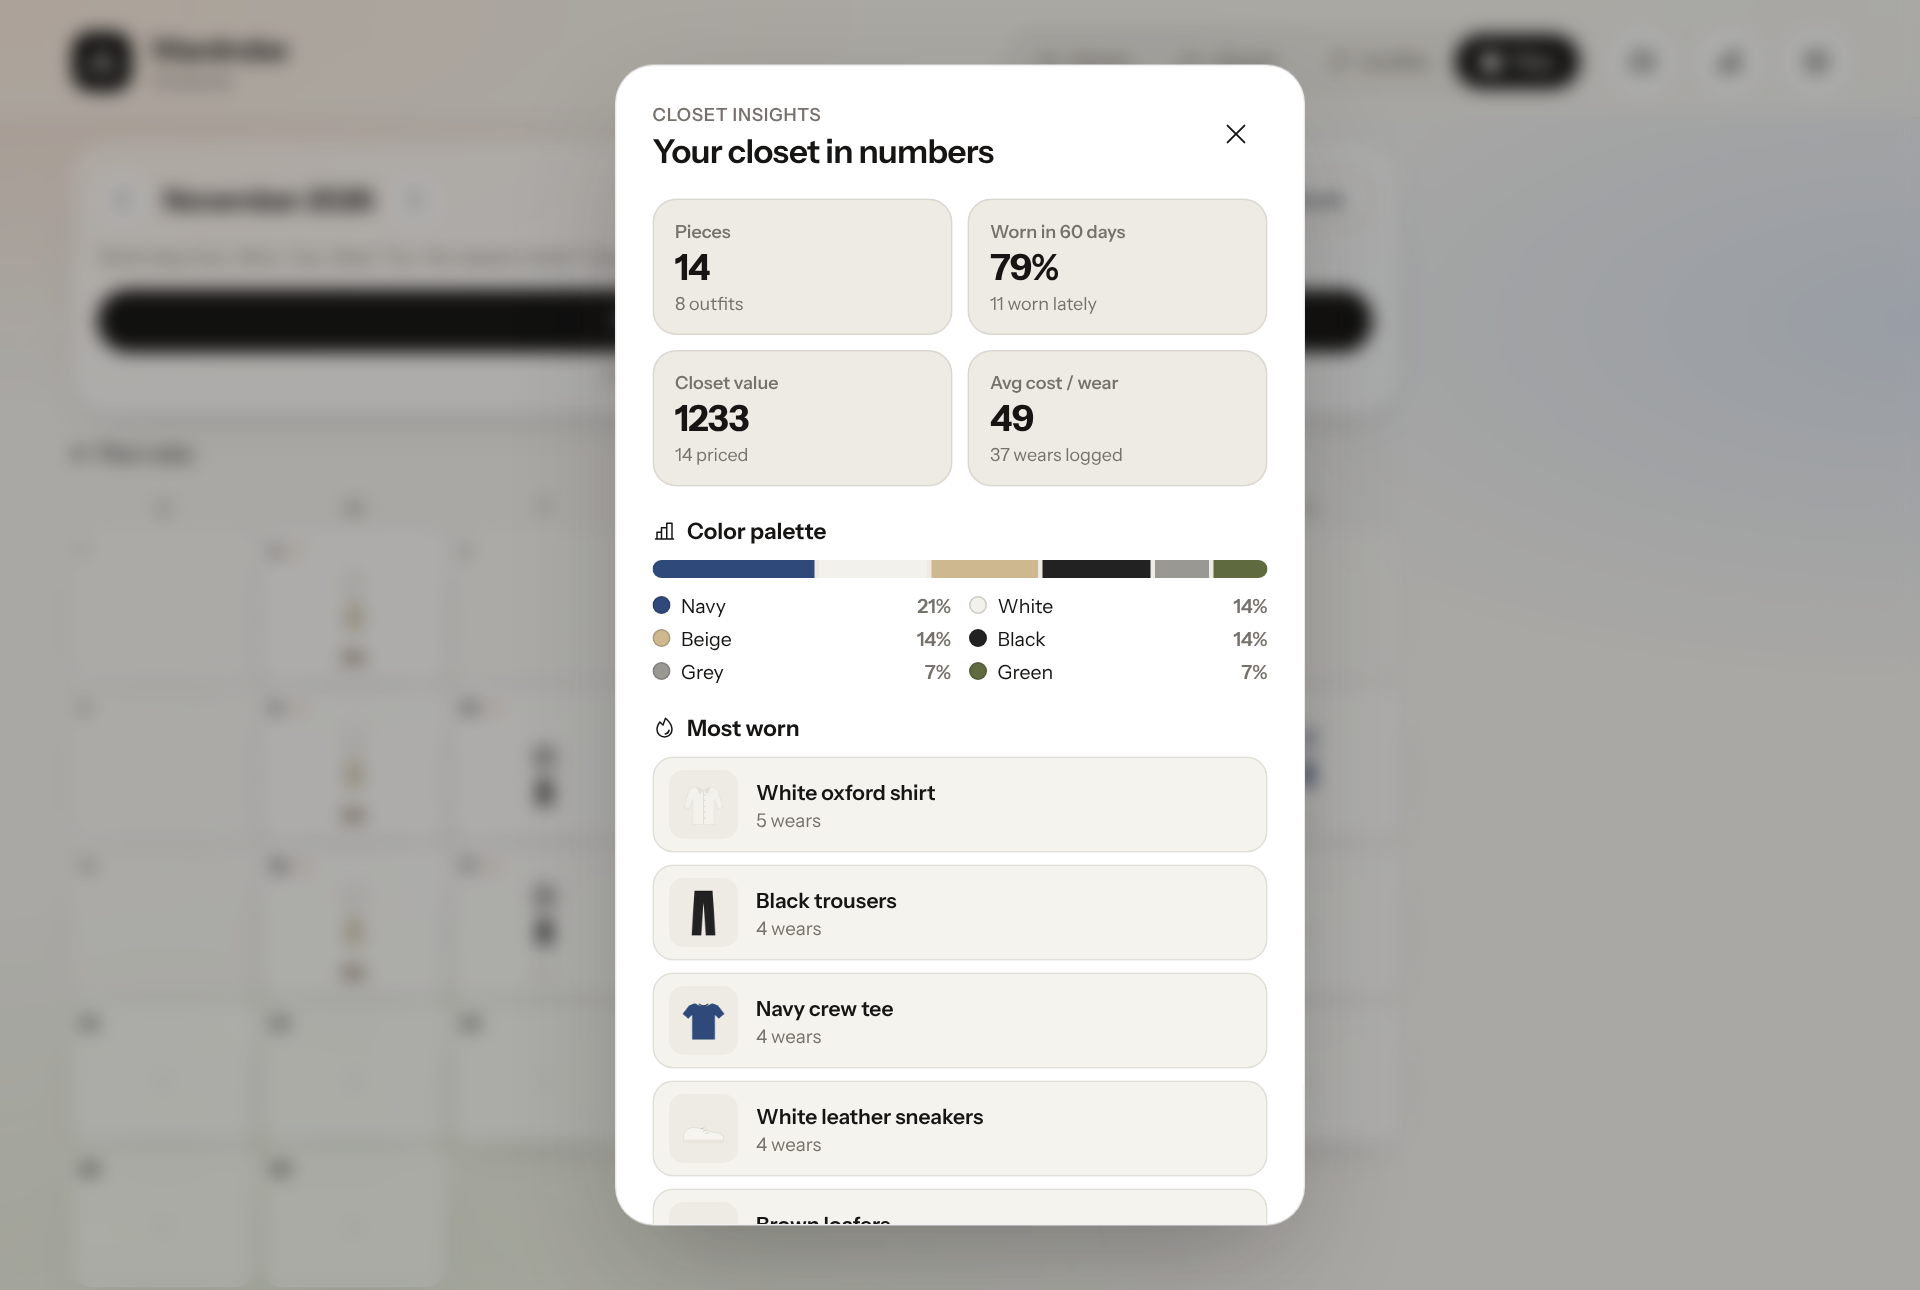 CLOSET INSIGHTS
Your closet in numbers
Pieces
14
8 outfits
Worn in 60 days
79%
11 worn lately
Closet value
1233
14 priced
Avg cost / wear
49
37 wears logged
Color palette
Navy 21%
White 14%
Beige 14%
Black 14%
Grey 7%
Green 7%
Most worn
White oxford shirt
5 wears
Black trousers
4 wears
Navy crew tee
4 wears
White leather sneakers
4 wears
Brown loafers